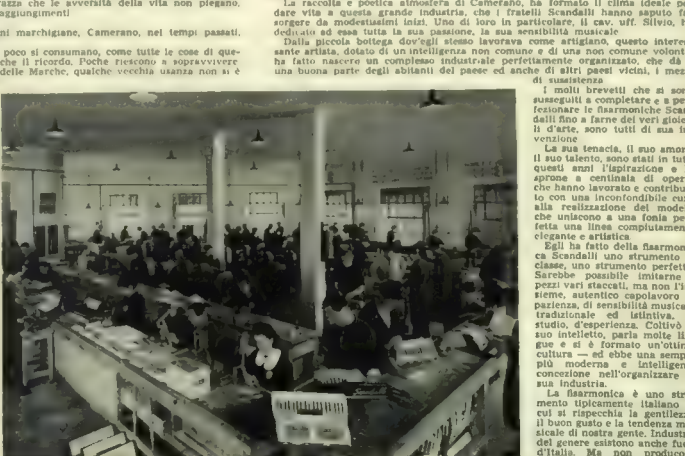 razza che le avversità della vita non piegano,
aggiungimenti
ni marchigiane, Camerano, nei tempi passati,
poco si consumano, come tutte le cose di que-
che il ricordo. Poche riescono a sopravvivere
delle Marche, qualche vecchia usanza non si è
La raccolta e poetica atmosfera di Camerano, ha formato il clima ideale pe
dare vita a questa grande industria, che i fratelli Scandalli hanno saputo f
sorgere da modestissimi inizi. Uno di loro in particolare, il cav. uff. Silvio, h
dedicato ad essa tutta la sua passione, la sua sensibilità musicale
Dalla piccola bottega dov'egli stesso lavorava come artigiano, questo intere
sante artista, dotato di un'intelligenza non comune e di una non comune volont
ha fatto nascere un complesso industriale perfettamente organizzato, che dà
una buona parte degli abitanti del paese ed anche di altri paesi vicini, i mez
di sussistenza
I molti brevetti che si son
susseguiti a completare e a pe
fezionare le fisarmoniche Scan
dalli fino a farne dei veri gioie
li d'arte, sono tutti di sua in
venzione
La sua tenacia, il suo amor
il suo talento, sono stati in tut
questi anni l'ispirazione e
sprone a centinaia di oper
che hanno lavorato e contribu
to con una inconfondibile cu
alla realizzazione dei mode
che uniscono a una fonia pe
fetta una linea compiutamen
elegante e artistica
Egli ha fatto della fisarmon
ca Scandalli uno strumento
classe, uno strumento perfett
Sarebbe possibile imitarne
pezzi vari staccati, ma non l'i
sieme, autentico capolavoro
pazienza, di sensibilità musica
tradizionale ed istintiva,
studio, d'esperienza. Coltivò
suo intelletto, parla molte li
gue e si è formato un'ottim
cultura — ed ebbe una semp
più moderna e intelligen
concezione nell'organizzare
sua industria.
La fisarmonica è uno stru
mento tipicamente italiano
cui si rispecchia la gentilezz
il buon gusto e la tendenza m
sicale di nostra gente. Industr
del genere esistono anche fuo
d'Italia. Ma non produco